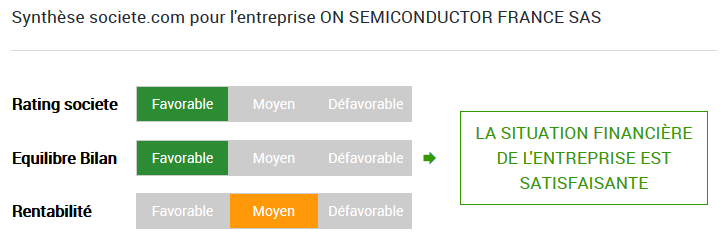 Synthèse societe.com pour l'entreprise ON SEMICONDUCTOR FRANCE SAS
Rating societe Favorable Moyen Défavorable
Equilibre Bilan Favorable Moyen Défavorable
Rentabilité Favorable Moyen Défavorable
LA SITUATION FINANCIÈRE
DE L'ENTREPRISE EST
SATISFAISANTE